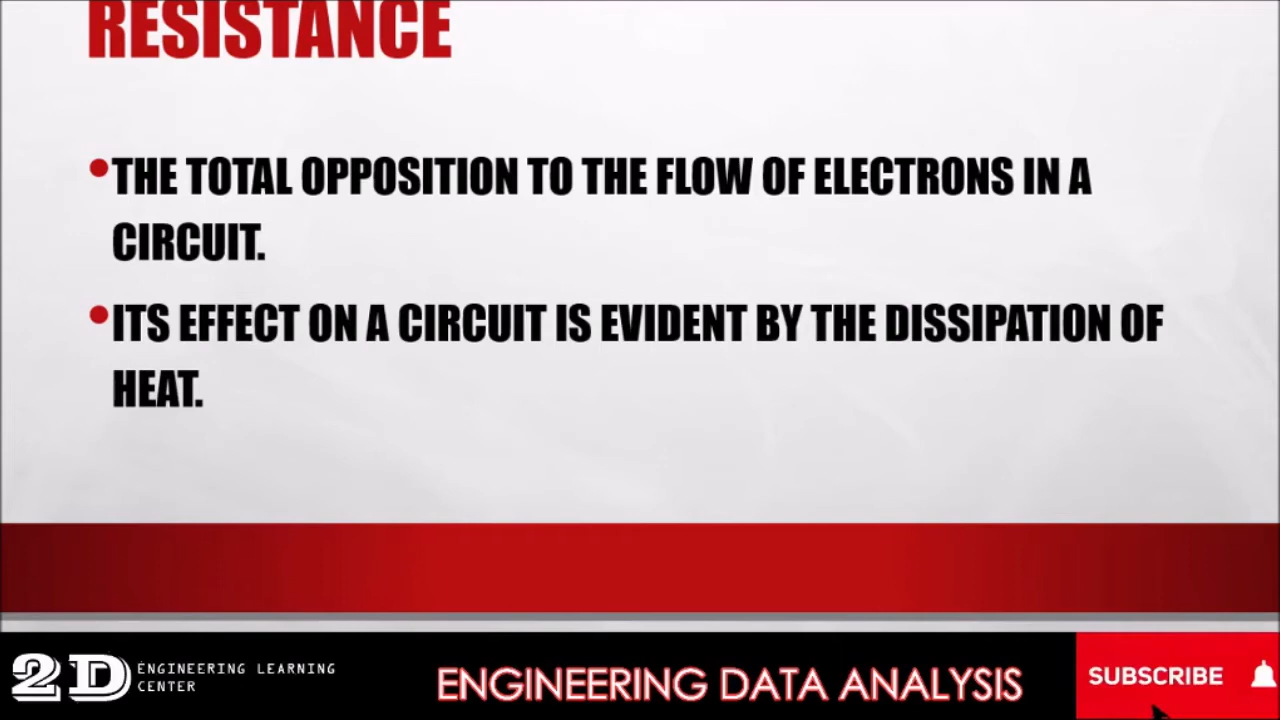 RESISTANCE
•THE TOTAL OPPOSITION TO THE FLOW OF ELECTRONS IN A
CIRCUIT.
•ITS EFFECT ON A CIRCUIT IS EVIDENT BY THE DISSIPATION OF
HEAT.
2D ENGINEERING LEARNING
CENTER
ENGINEERING DATA ANALYSIS
SUBSCRIBE